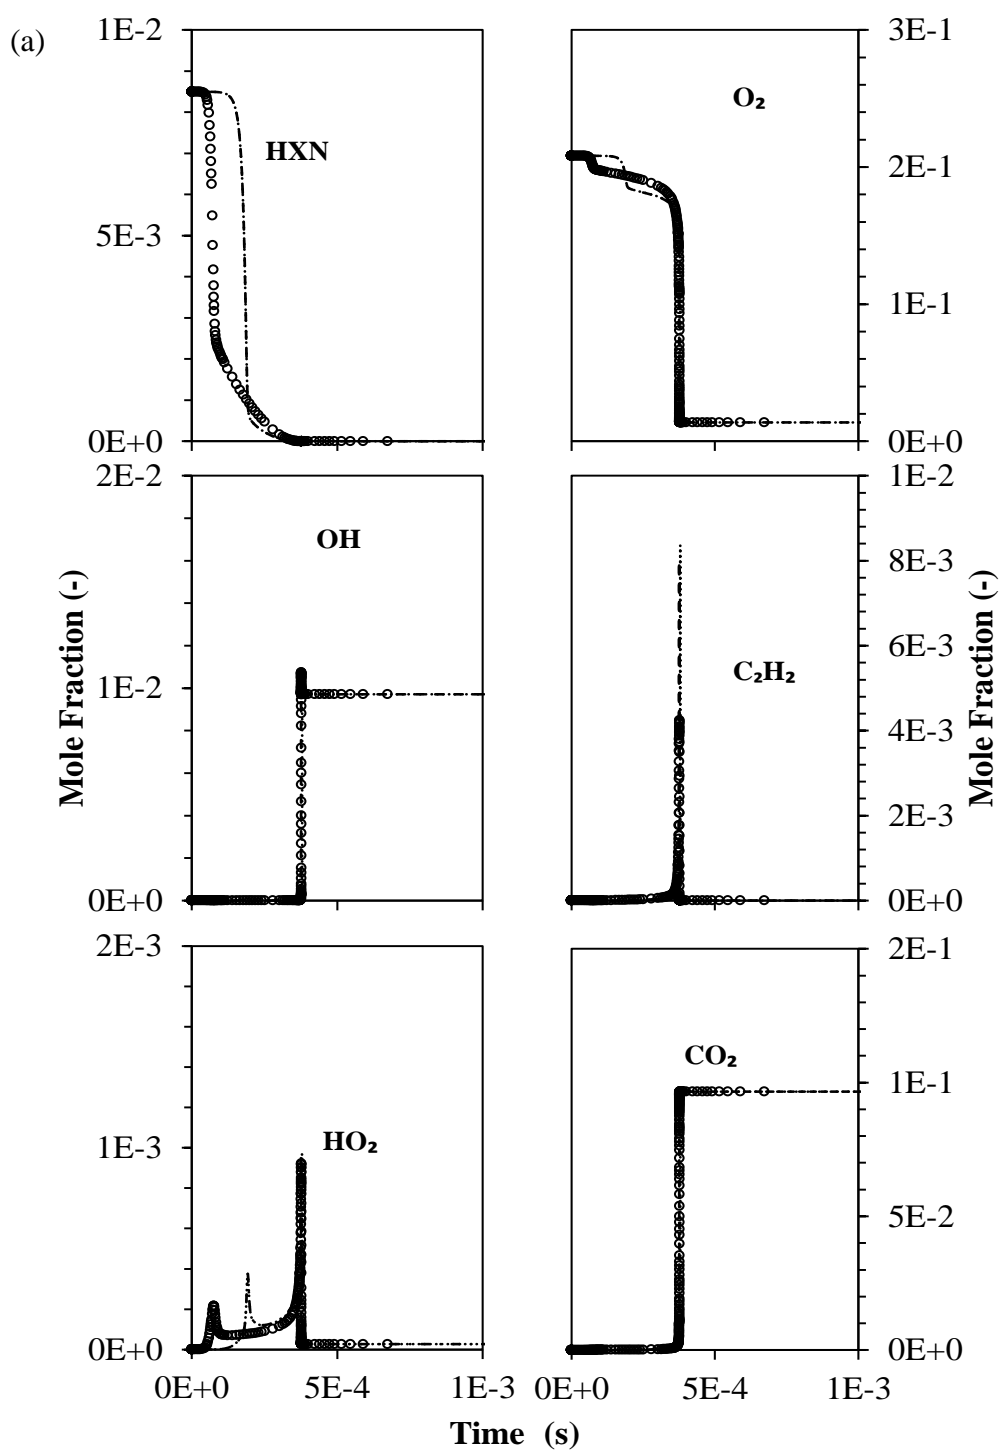 (a)
1E-2
5E-3
0E+0
HXN
3E-1
2E-1
1E-1
0E+0
O₂
2E-2
1E-2
0E+0
OH
1E-2
8E-3
6E-3
4E-3
2E-3
0E+0
C₂H₂
Mole Fraction (-)
Mole Fraction (-)
2E-3
1E-3
0E+0
HO₂
2E-1
1E-1
5E-2
0E+0
CO₂
0E+0 5E-4 1E-3
0E+0 5E-4 1E-3
Time (s)